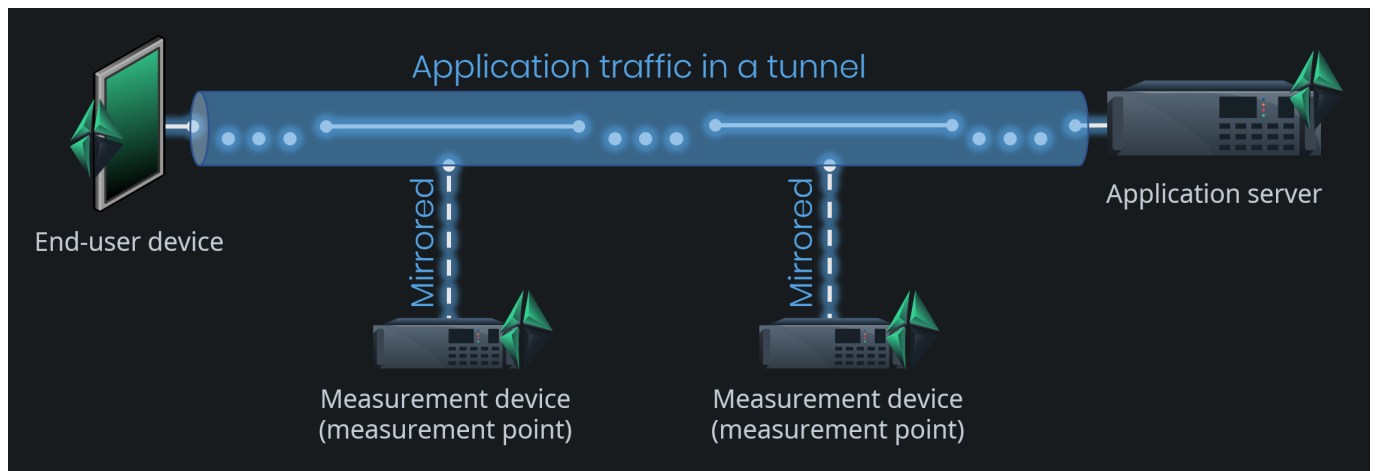 Application traffic in a tunnel
End-user device
Application server
Mirrored
Mirrored
Measurement device
(measurement point)
Measurement device
(measurement point)